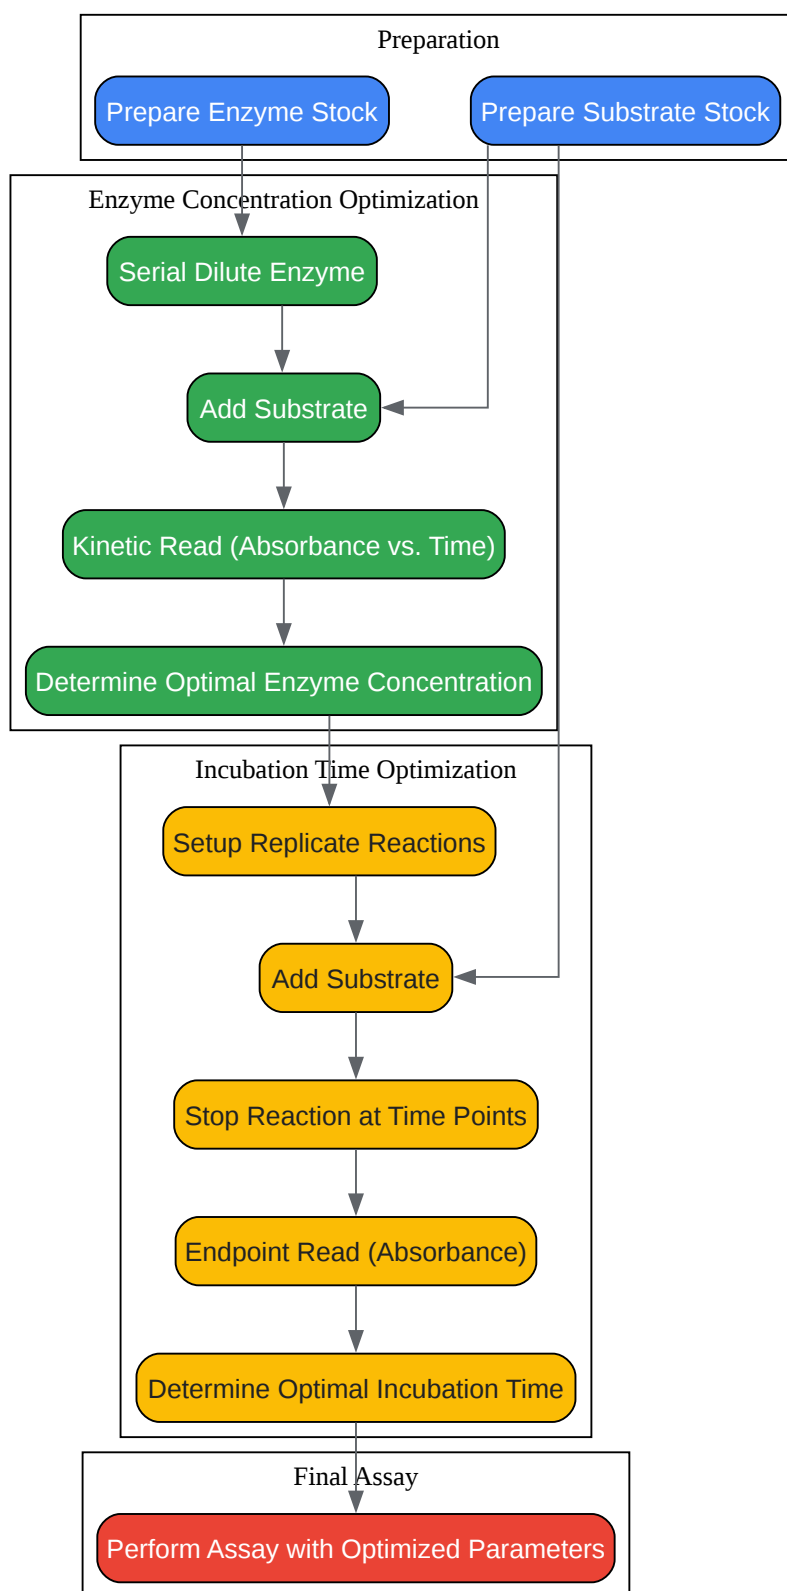 Preparation
Prepare Enzyme Stock
Prepare Substrate Stock
Enzyme Concentration Optimization
Serial Dilute Enzyme
Add Substrate
Kinetic Read (Absorbance vs. Time)
Determine Optimal Enzyme Concentration
Incubation Time Optimization
Setup Replicate Reactions
Add Substrate
Stop Reaction at Time Points
Endpoint Read (Absorbance)
Determine Optimal Incubation Time
Final Assay
Perform Assay with Optimized Parameters